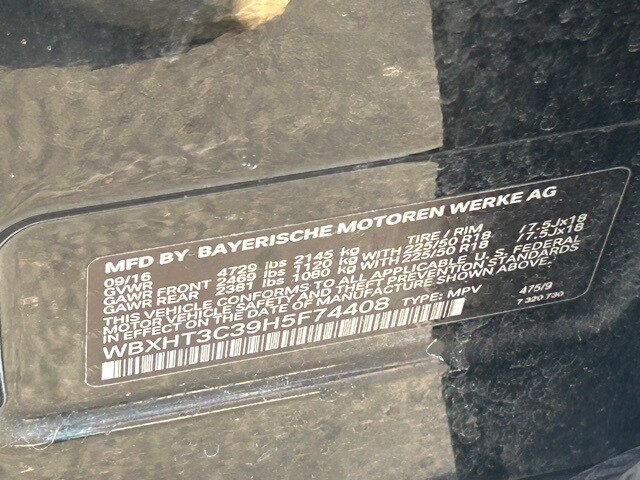 MFD BY BAYERISCHE MOTOREN WERKE AG
09/16 TIRE / RIM
GVWR 4729 lbs 2145 kg
GAWR FRONT 2469 lbs 1120 kg WITH 225/50 R18 /7.5Jx18
GAWR REAR 2381 lbs 1060 kg WITH 225/50 R18 /7.5Jx18
THIS VEHICLE CONFORMS TO ALL APPLICABLE U.S. FEDERAL
MOTOR VEHICLE SAFETY AND THEFT PREVENTION STANDARDS
IN EFFECT ON THE DATE OF MANUFACTURE SHOWN ABOVE.
WBXHT3C39H5F74408 TYPE: MPV 475/9
7 320 730